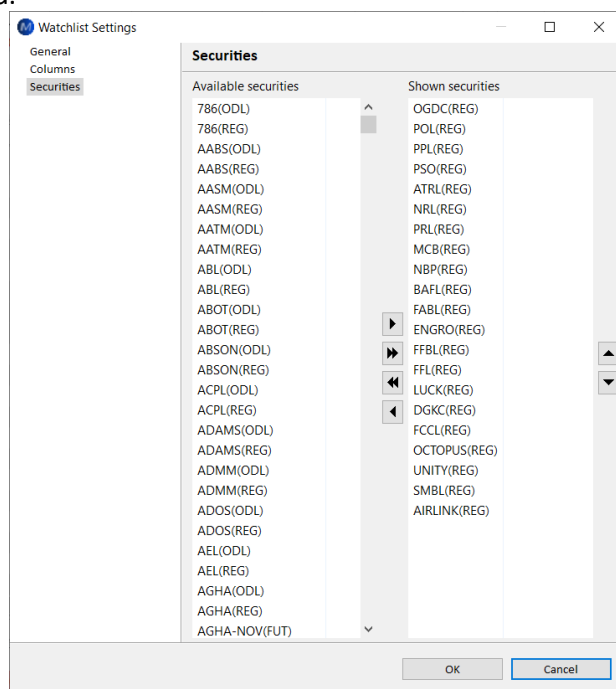 Watchlist Settings
General
Columns
Securities
Securities
Available securities
786(ODL)
786(REG)
AABS(ODL)
AABS(REG)
AASM(ODL)
AASM(REG)
AATM(ODL)
AATM(REG)
ABL(ODL)
ABL(REG)
ABOT(ODL)
ABOT(REG)
ABSON(ODL)
ABSON(REG)
ACPL(ODL)
ACPL(REG)
ADAMS(ODL)
ADAMS(REG)
ADMM(ODL)
ADMM(REG)
ADOS(ODL)
ADOS(REG)
AEL(ODL)
AEL(REG)
AGHA(ODL)
AGHA(REG)
AGHA-NOV(FUT)
Shown securities
OGDC(REG)
POL(REG)
PPL(REG)
PSO(REG)
ATRL(REG)
NRL(REG)
PRL(REG)
MCB(REG)
NBP(REG)
BAFL(REG)
FABL(REG)
ENGRO(REG)
FFBL(REG)
FFL(REG)
LUCK(REG)
DGKC(REG)
FCCL(REG)
OCTOPUS(REG)
UNITY(REG)
SMBL(REG)
AIRLINK(REG)
OK
Cancel